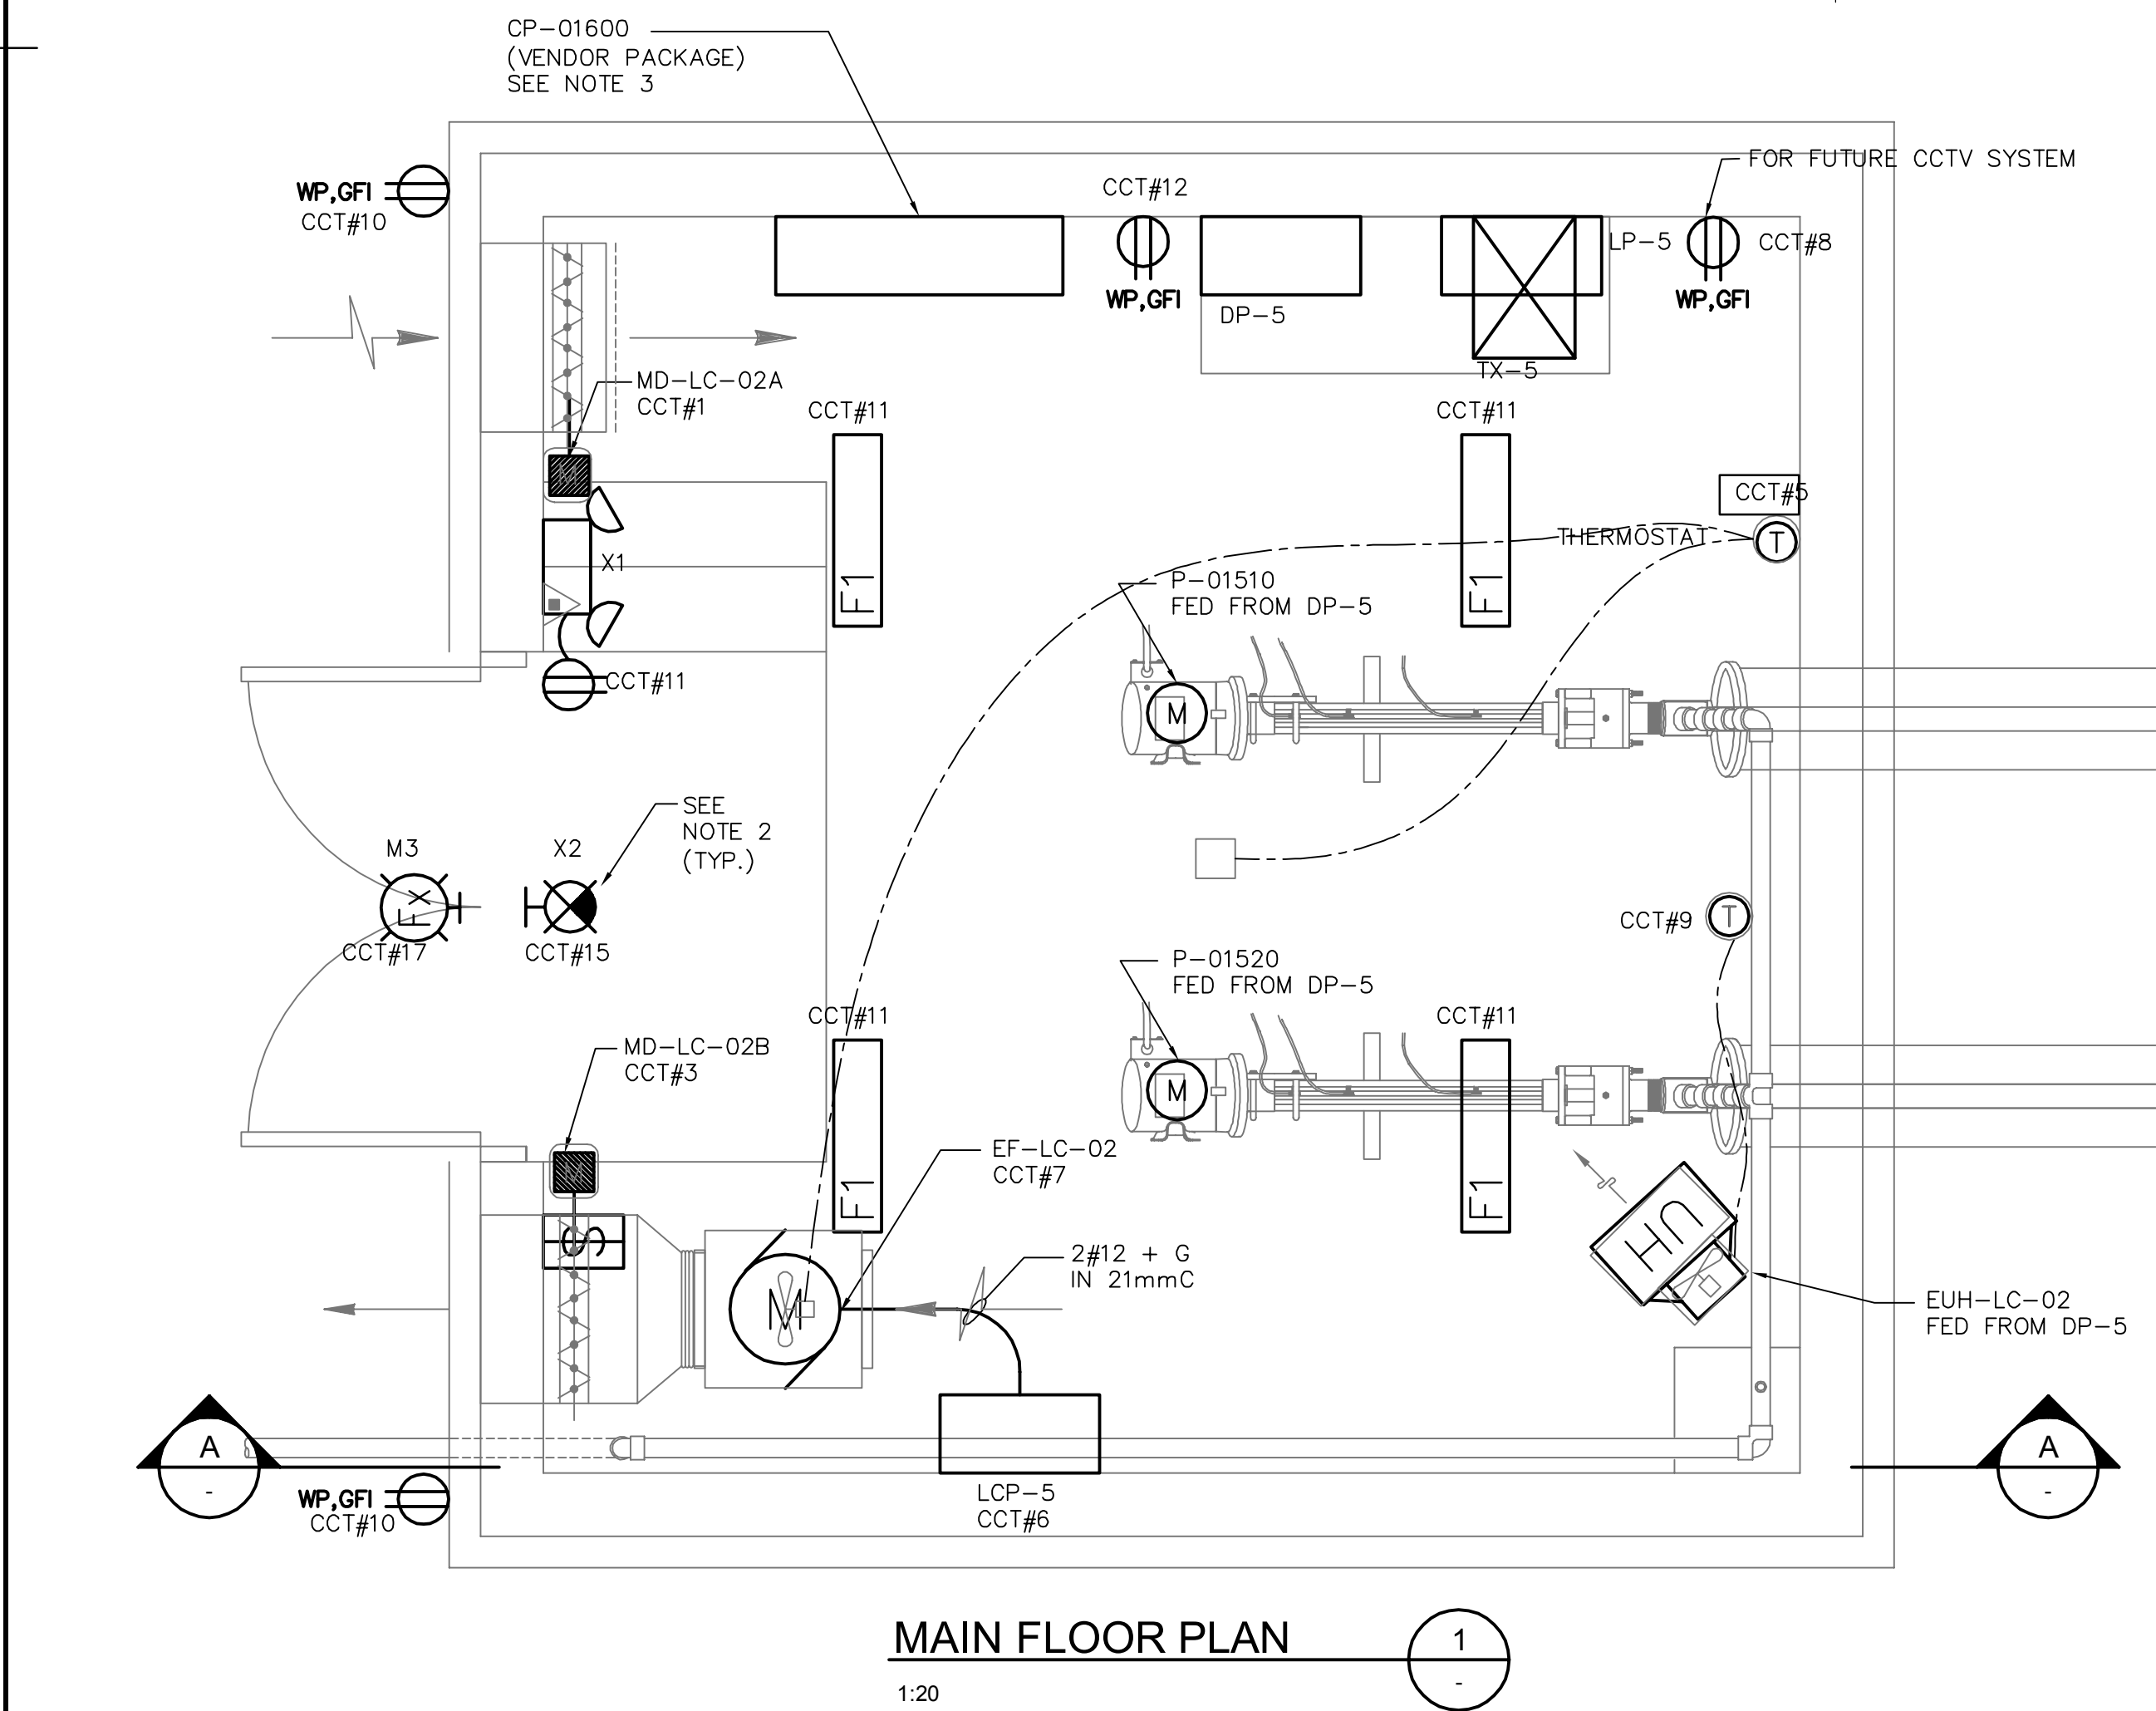 CP-01600
(VENDOR PACKAGE)
SEE NOTE 3
FOR FUTURE CCTV SYSTEM
WP,GFI
CCT#10
CCT#12
WP,GFI
DP-5
LP-5
CCT#8
WP,GFI
TX-5
MD-LC-02A
CCT#1
M
CCT#11
F1
CCT#11
F1
CCT#5
THERMOSTAT
T
X1
CCT#11
P-01510
FED FROM DP-5
M
SEE
NOTE 2
(TYP.)
M3
FX
CCT#17
X2
CCT#15
CCT#9
T
P-01520
FED FROM DP-5
M
CCT#11
F1
CCT#11
F1
MD-LC-02B
CCT#3
M
S
EF-LC-02
CCT#7
M
2#12 + G
IN 21mmC
UH
EUH-LC-02
FED FROM DP-5
A
-
A
-
WP,GFI
CCT#10
LCP-5
CCT#6
MAIN FLOOR PLAN
1
-
1:20